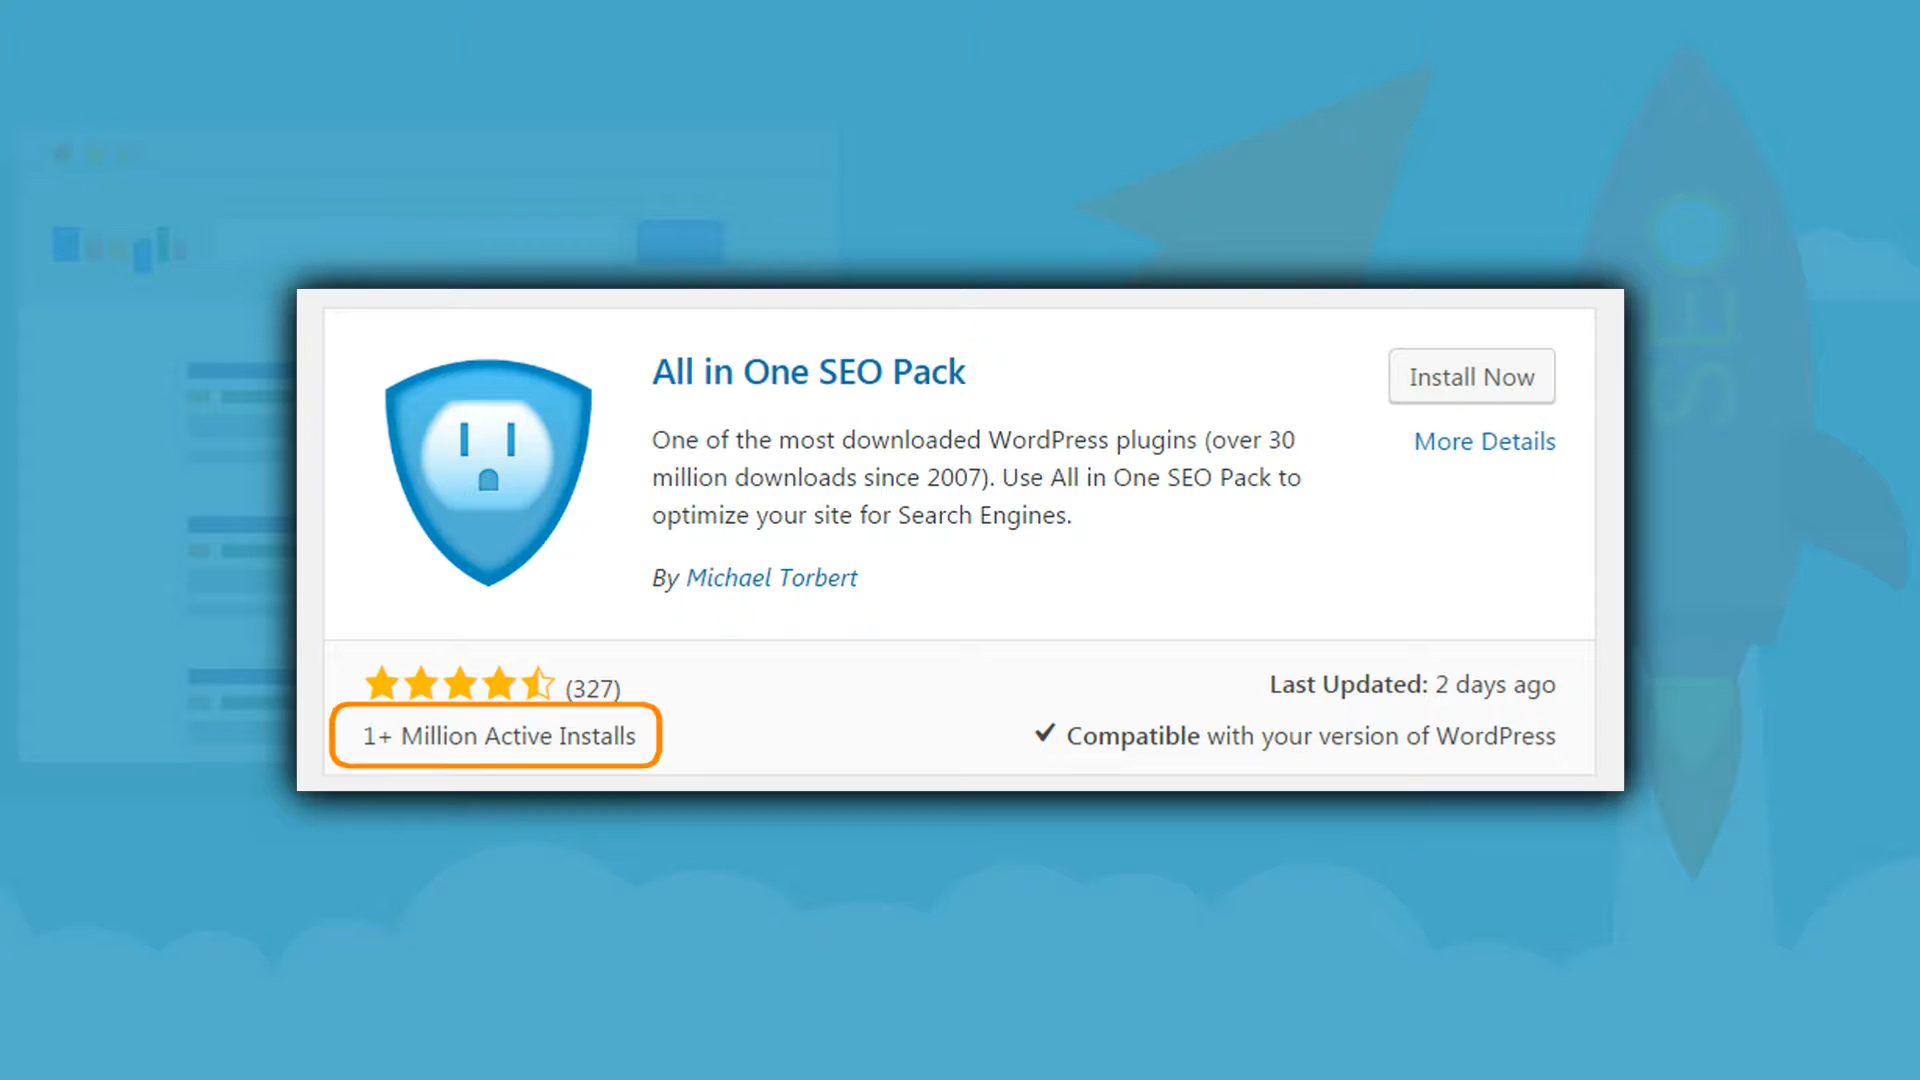 SEO
All in One SEO Pack
Install Now
One of the most downloaded WordPress plugins (over 30
More Details
million downloads since 2007). Use All in One SEO Pack to
optimize your site for Search Engines.
By Michael Torbert
(327)
Last Updated: 2 days ago
1+ Million Active Installs
Compatible with your version of WordPress